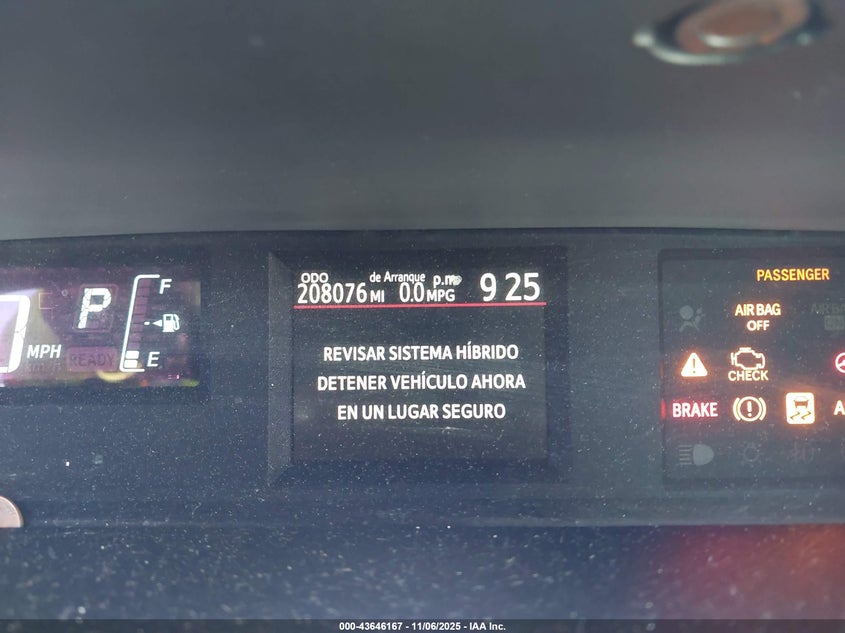 ODO de Arranque p.m.
208076 MI 0.0 MPG 9 25
REVISAR SISTEMA HÍBRIDO
DETENER VEHÍCULO AHORA
EN UN LUGAR SEGURO
0 MPH
READY
P
F
E
PASSENGER
AIR BAG
OFF
CHECK
BRAKE
000-43646167 - 11/06/2025 - IAA Inc.